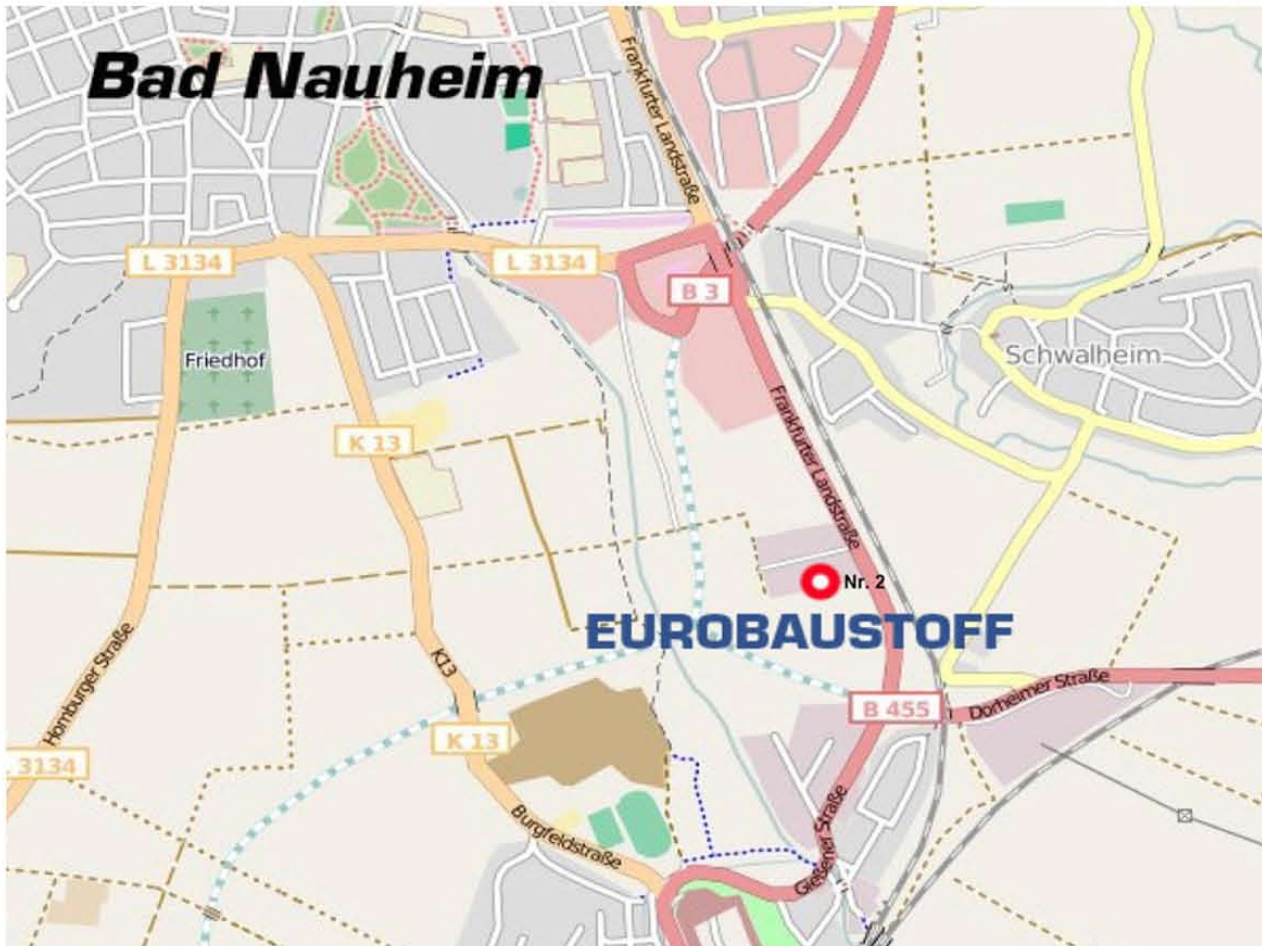 Bad Nauheim
Frankfurter Landstraße
L 3134
L 3134
B 3
Friedhof
Schwalheim
K 13
Frankfurter Landstraße
Nr. 2
EUROBAUSTOFF
Homburger Straße
K13
Dorheimer Straße
B 455
K 13
3134
Burgfeldstraße
Gießener Straße